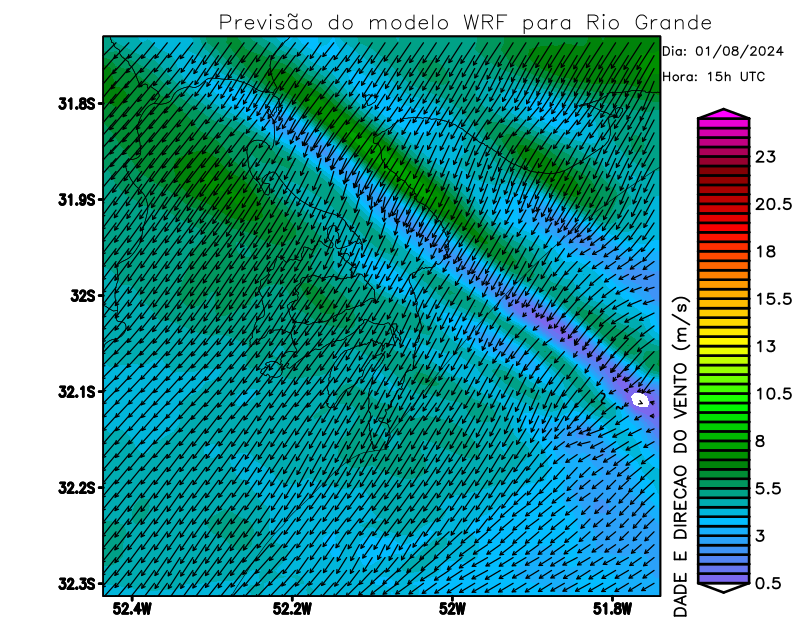 Previsão do modelo WRF para Rio Grande
Dia: 01/08/2024
Hora: 15h UTC
31.8S
31.9S
32S
32.1S
32.2S
32.3S
52.4W
52.2W
52W
51.8W
DADE E DIRECAO DO VENTO (m/s)
23
20.5
18
15.5
13
10.5
8
5.5
3
0.5